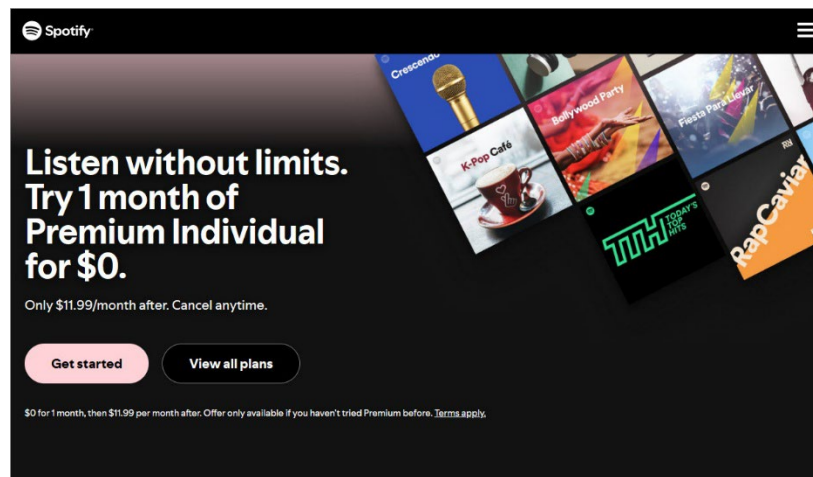 Spotify
Crescendo
Bollywood Party
Fiesta Para Llevar
K-Pop Café
TTH TODAY'S
TOP
HITS
RapCaviar
Listen without limits.
Try 1 month of
Premium Individual
for $0.
Only $11.99/month after. Cancel anytime.
Get started
View all plans
$0 for 1 month, then $11.99 per month after. Offer only available if you haven't tried Premium before. Terms apply.